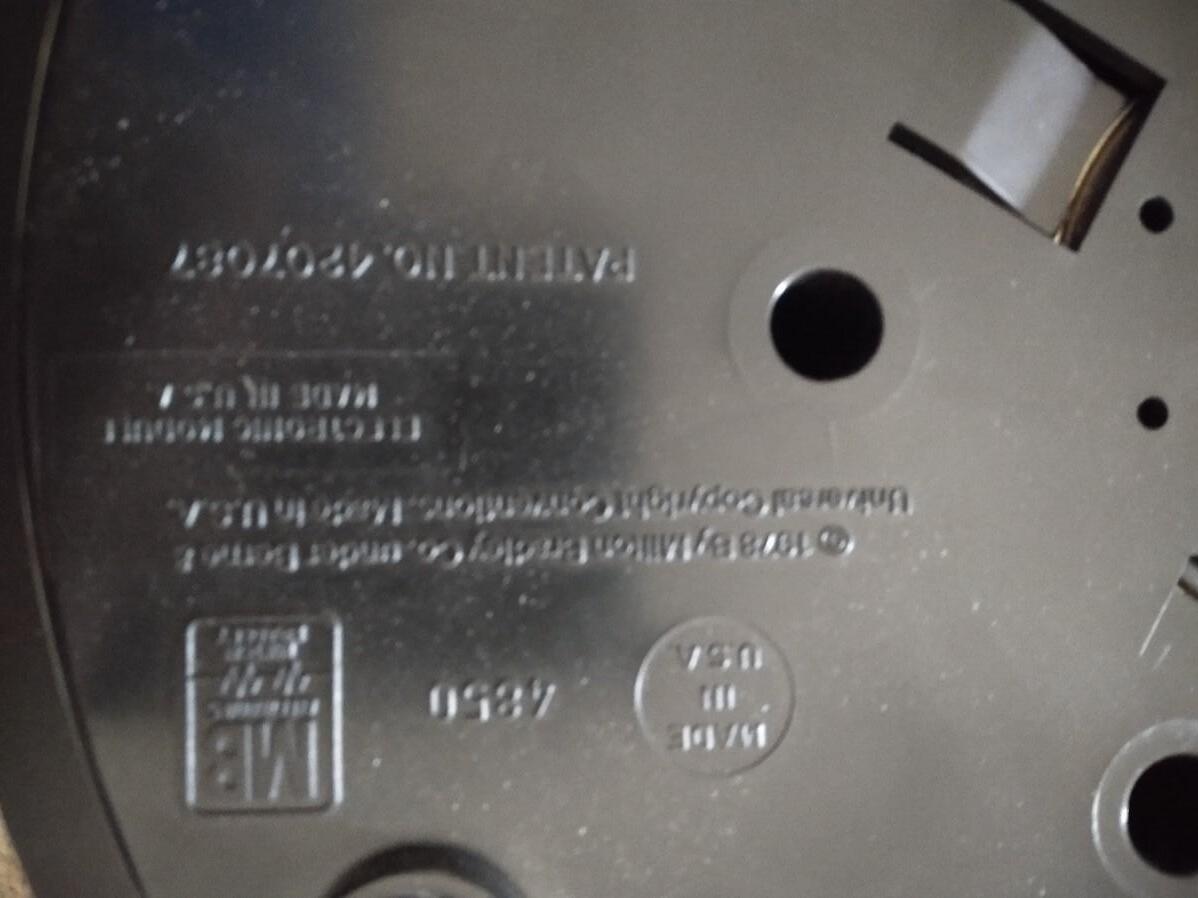 MADE
IN
U.S.A.
4850
MB
© 1978 By Milton Bradley Co. under Berne &
Universal Copyright Conventions. Made in U.S.A.
ELECTRONIC MODULE
MADE IN U.S.A.
PATENT NO. 4207087